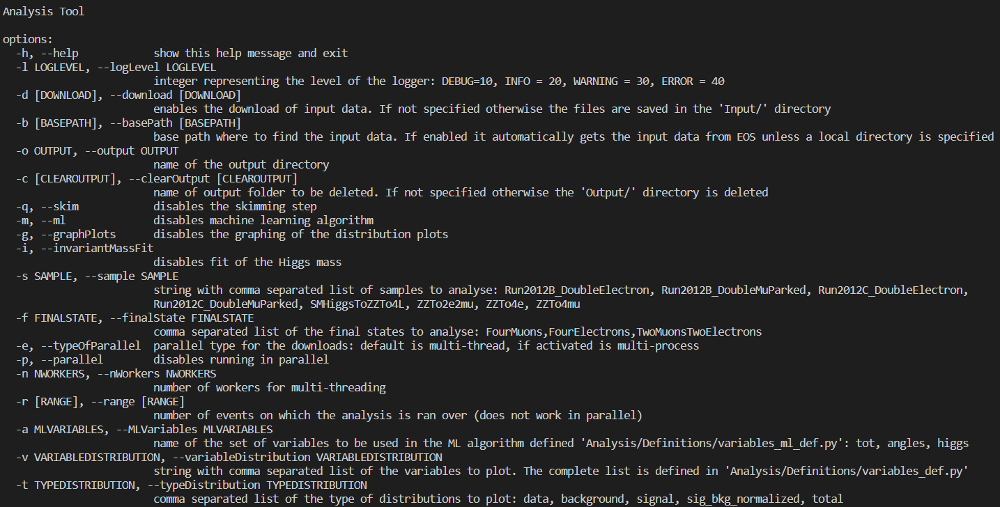 Analysis Tool
options:
-h, --help show this help message and exit
-l LOGLEVEL, --logLevel LOGLEVEL
integer representing the level of the logger: DEBUG=10, INFO = 20, WARNING = 30, ERROR = 40
-d [DOWNLOAD], --download [DOWNLOAD]
enables the download of input data. If not specified otherwise the files are saved in the 'Input/' directory
-b [BASEPATH], --basePath [BASEPATH]
base path where to find the input data. If enabled it automatically gets the input data from EOS unless a local directory is specified
-o OUTPUT, --output OUTPUT
name of the output directory
-c [CLEAROUTPUT], --clearOutput [CLEAROUTPUT]
name of output folder to be deleted. If not specified otherwise the 'Output/' directory is deleted
-q, --skim disables the skimming step
-m, --ml disables machine learning algorithm
-g, --graphPlots disables the graphing of the distribution plots
-i, --invariantMassFit
disables fit of the Higgs mass
-s SAMPLE, --sample SAMPLE
string with comma separated list of samples to analyse: Run2012B_DoubleElectron, Run2012B_DoubleMuParked, Run2012C_DoubleElectron,
Run2012C_DoubleMuParked, SMHiggsToZZTo4L, ZZTo2e2mu, ZZTo4e, ZZTo4mu
-f FINALSTATE, --finalState FINALSTATE
comma separated list of the final states to analyse: FourMuons,FourElectrons,TwoMuonsTwoElectrons
-e, --typeOfParallel parallel type for the downloads: default is multi-thread, if activated is multi-process
-p, --parallel disables running in parallel
-n NWORKERS, --nWorkers NWORKERS
number of workers for multi-threading
-r [RANGE], --range [RANGE]
number of events on which the analysis is ran over (does not work in parallel)
-a MLVARIABLES, --MLVariables MLVARIABLES
name of the set of variables to be used in the ML algorithm defined 'Analysis/Definitions/variables_ml_def.py': tot, angles, higgs
-v VARIABLEDISTRIBUTION, --variableDistribution VARIABLEDISTRIBUTION
string with comma separated list of the variables to plot. The complete list is defined in 'Analysis/Definitions/variables_def.py'
-t TYPEDISTRIBUTION, --typeDistribution TYPEDISTRIBUTION
comma separated list of the type of distributions to plot: data, background, signal, sig_bkg_normalized, total